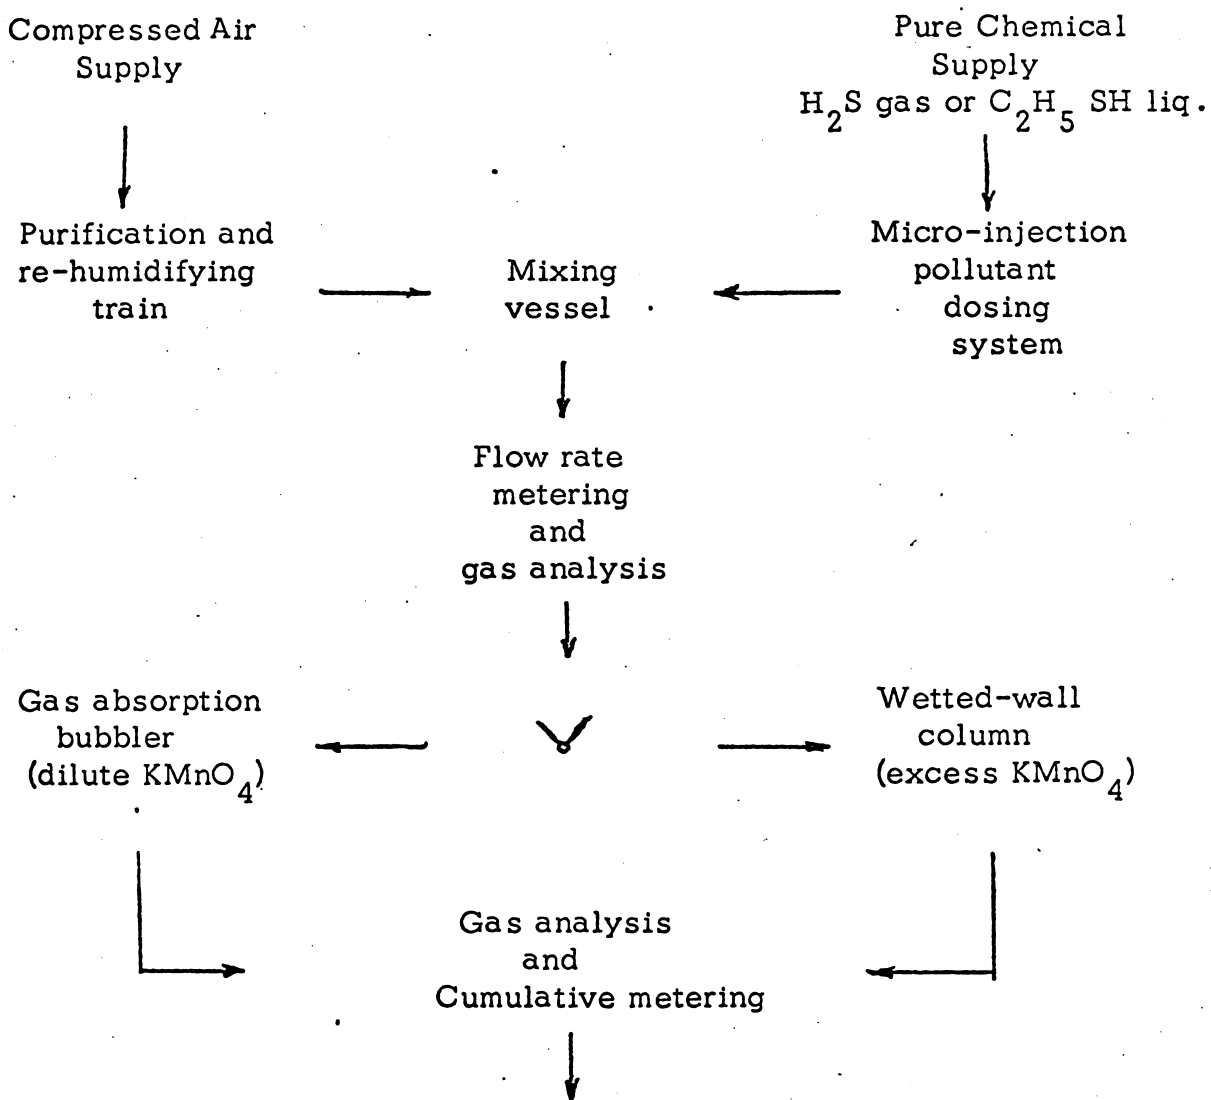 Compressed Air
Supply
Pure Chemical
Supply
H₂S gas or C₂H₅ SH liq.
Purification and
re-humidifying
train
Mixing
vessel
Micro-injection
pollutant
dosing
system
Flow rate
metering
and
gas analysis
Gas absorption
bubbler
(dilute KMnO₄)
Wetted-wall
column
(excess KMnO₄)
Gas analysis
and
Cumulative metering